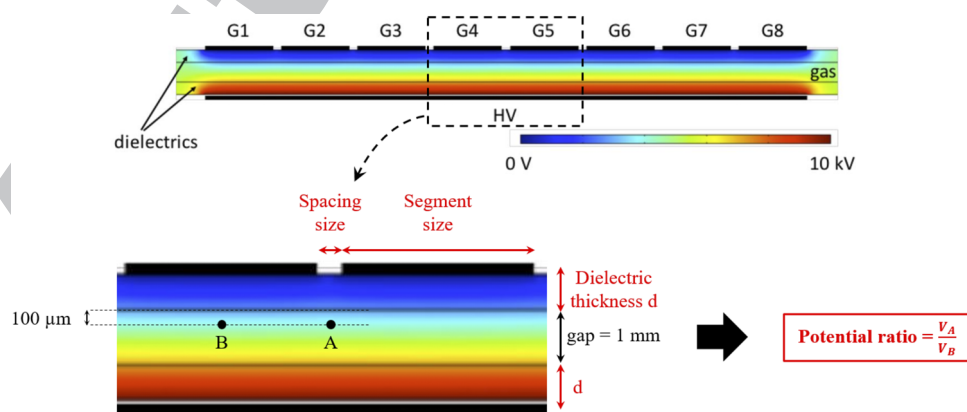 G1 G2 G3 G4 G5 G6 G7 G8
gas
dielectrics
HV
0 V 10 kV
Spacing size
Segment size
Dielectric thickness d
100 µm
B A
gap = 1 mm
Potential ratio = V_A / V_B
d